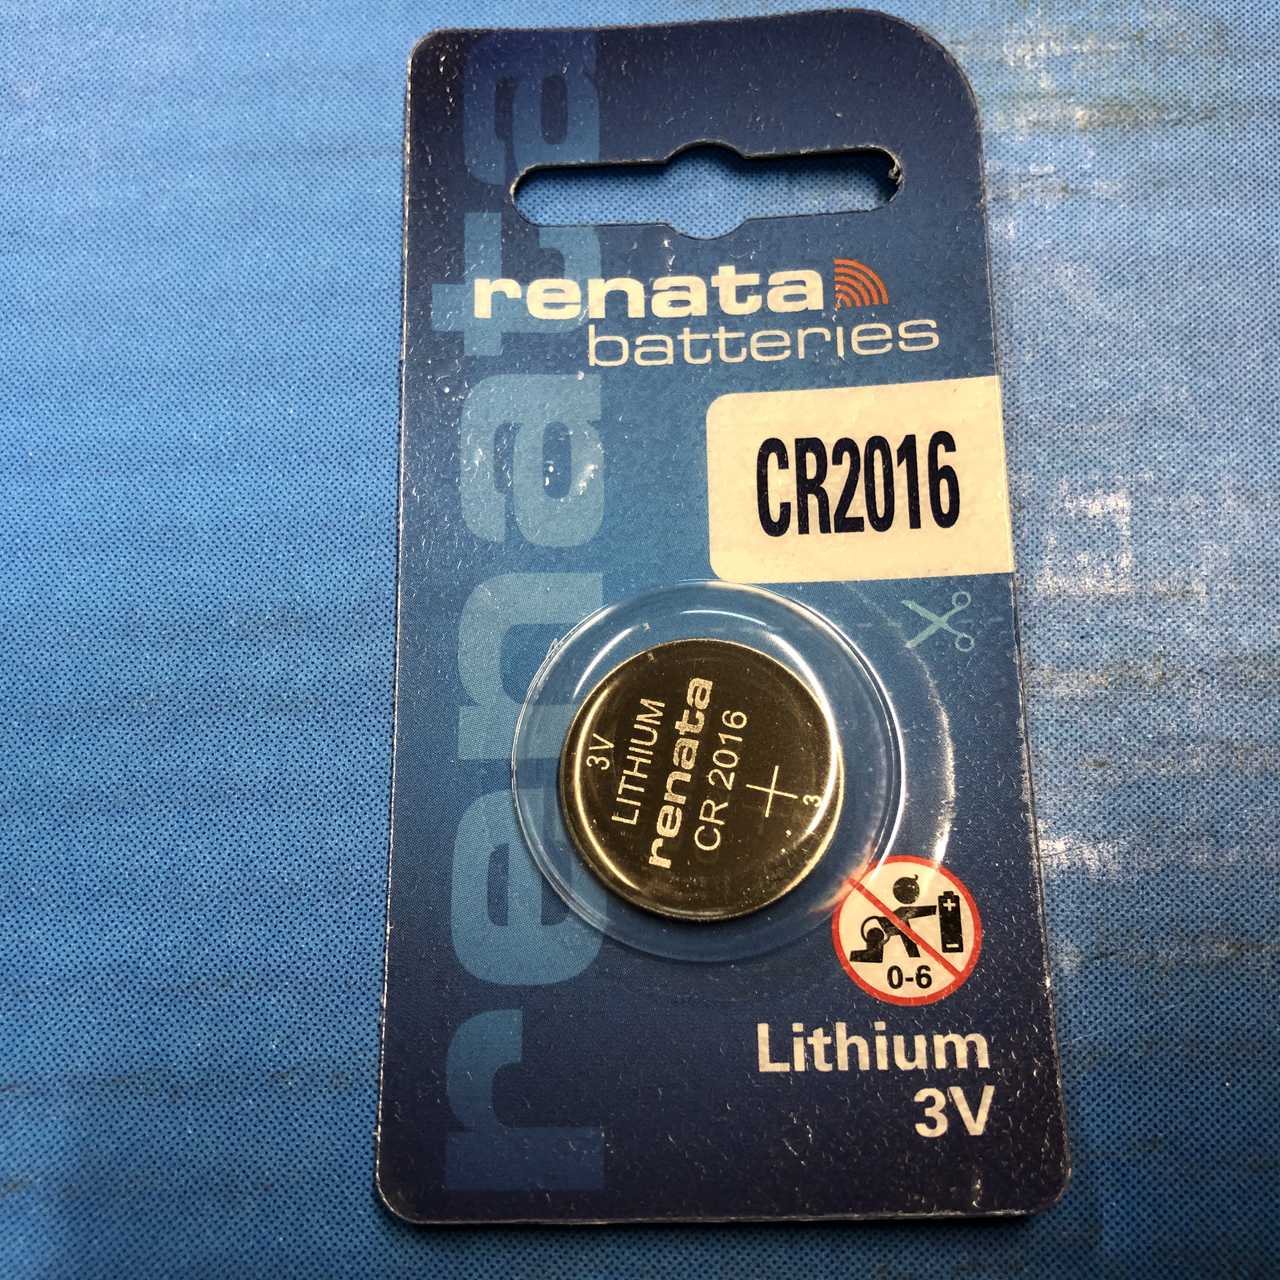 renata
renata
batteries
CR2016
3V
LITHIUM
renata
CR 2016
+
3
+
-
0-6
Lithium
3V